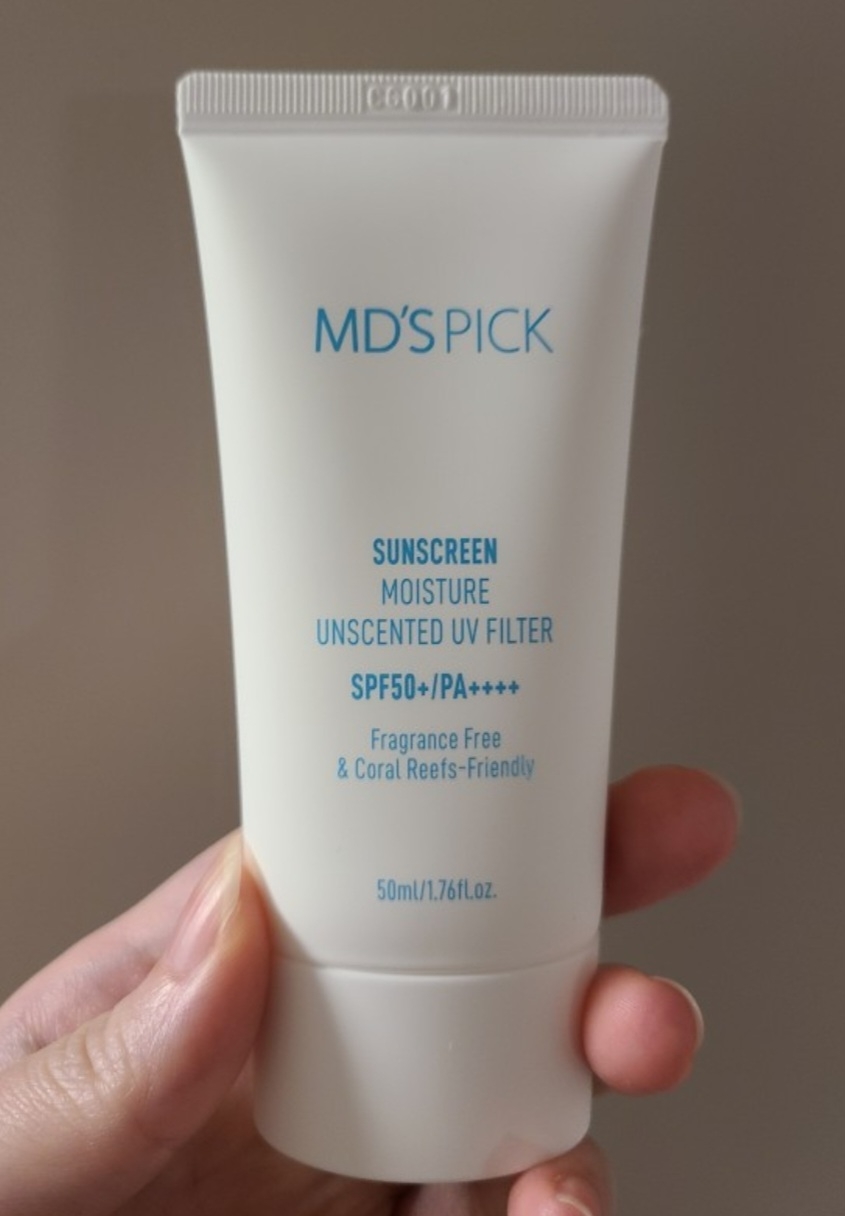 MD'S PICK
SUNSCREEN
MOISTURE
UNSCENTED UV FILTER
SPF50+/PA++++
Fragrance Free
& Coral Reefs-Friendly
50ml/1.76fl.oz.